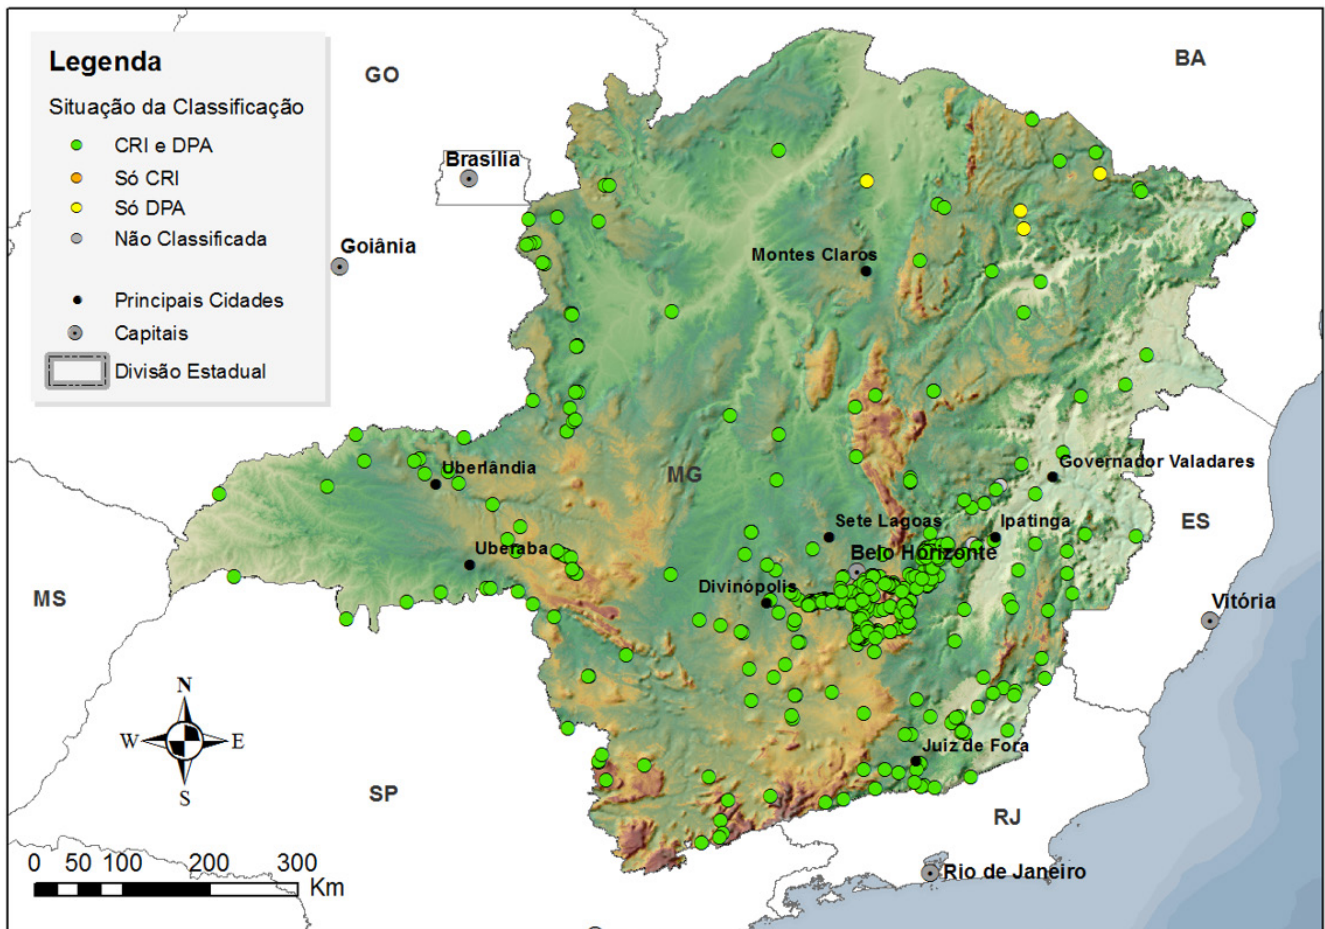 Legenda
Situação da Classificação
CRI e DPA
Só CRI
Só DPA
Não Classificada
Principais Cidades
Capitais
Divisão Estadual
GO
BA
Brasília
Goiânia
Montes Claros
Uberlândia
MG
Governador Valadares
Sete Lagoas
Ipatinga
ES
Uberaba
Belo Horizonte
Divinópolis
MS
Vitória
N
W
E
S
Juiz de Fora
SP
RJ
Rio de Janeiro
0 50 100 200 300
Km